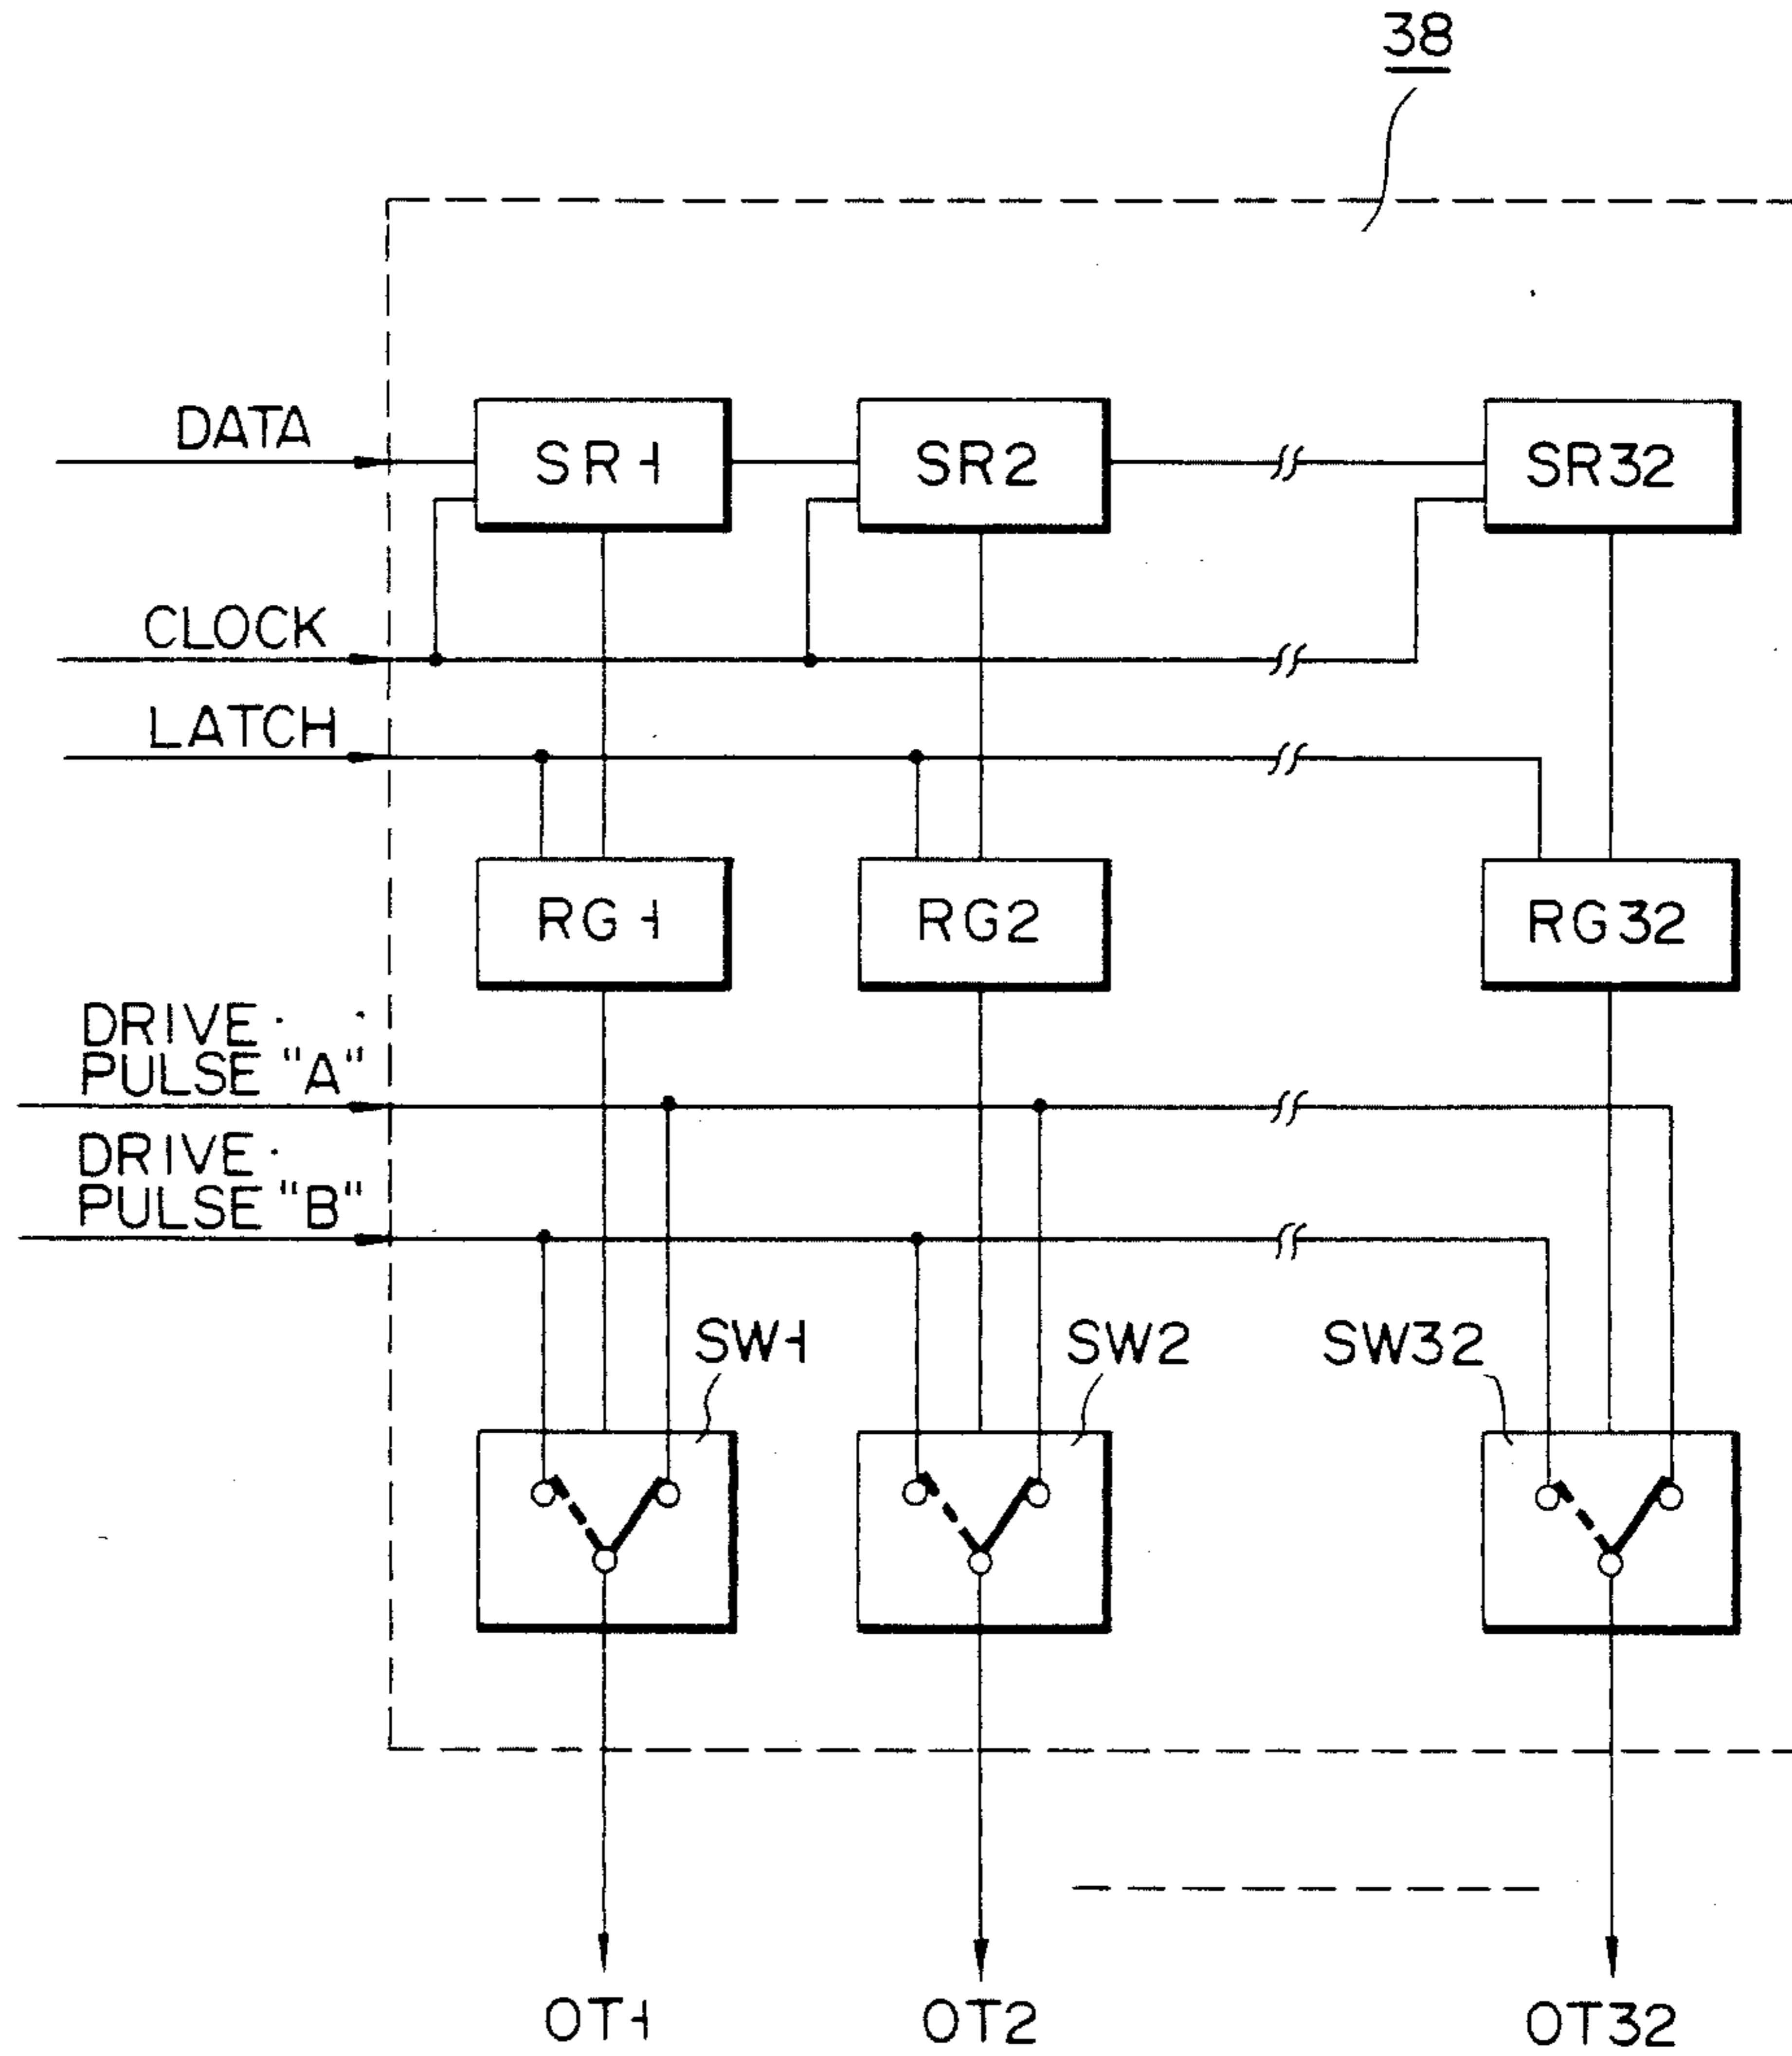 38
DATA
SR1
SR2
SR32
CLOCK
LATCH
RG1
RG2
RG32
DRIVE
PULSE "A"
DRIVE
PULSE "B"
SW1
SW2
SW32
OT1
OT2
OT32